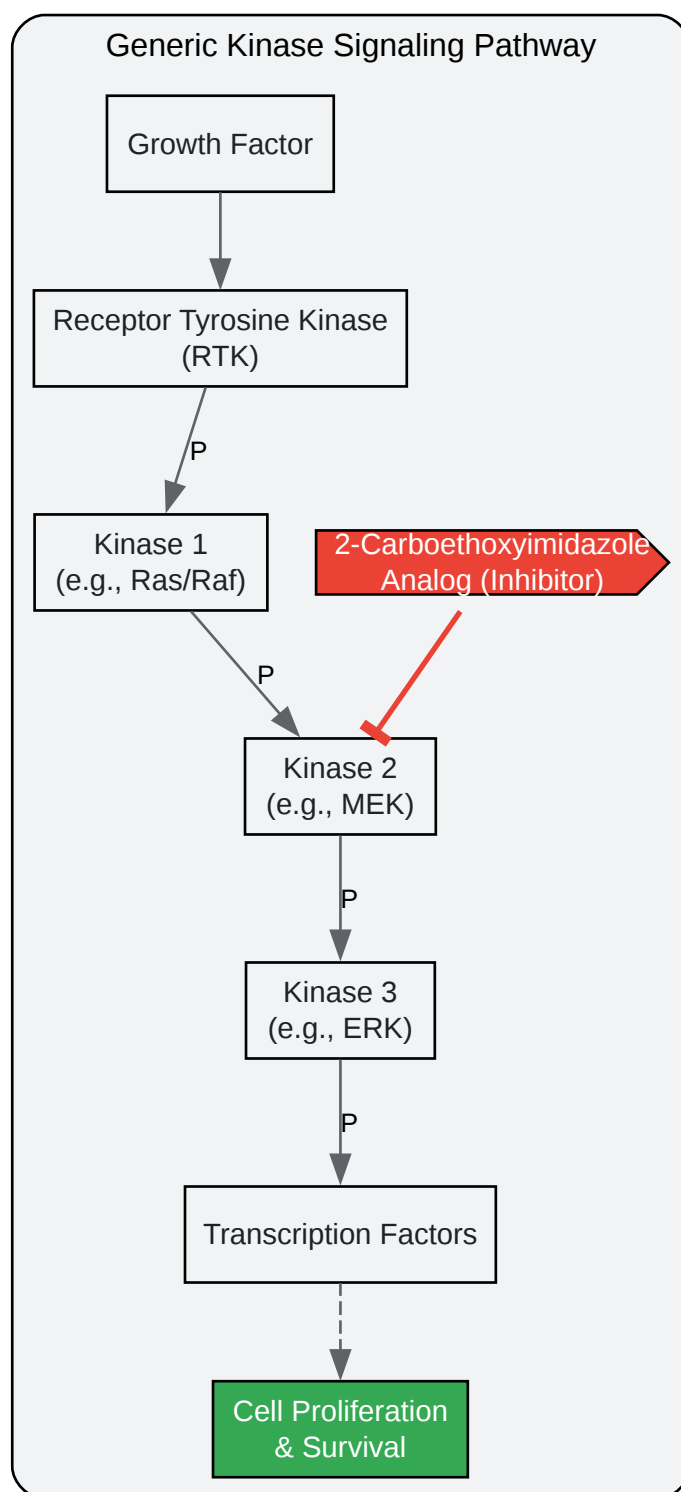 Generic Kinase Signaling Pathway
Growth Factor
Receptor Tyrosine Kinase
(RTK)
P
Kinase 1
(e.g., Ras/Raf)
2-Carboethoxyimidazole
Analog (Inhibitor)
P
Kinase 2
(e.g., MEK)
P
Kinase 3
(e.g., ERK)
P
Transcription Factors
Cell Proliferation
& Survival